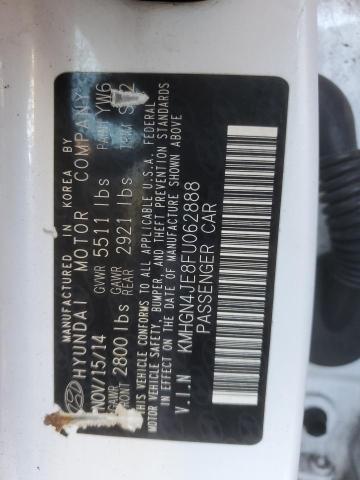 MANUFACTURED IN KOREA BY
HYUNDAI MOTOR COMPANY
NOV/15/14 GVWR 5511 lbs PAINT YW6
GAWR FRONT 2800 lbs GAWR REAR 2921 lbs TRIM
THIS VEHICLE CONFORMS TO ALL APPLICABLE U.S.A. FEDERAL
MOTOR VEHICLE SAFETY, BUMPER, AND THEFT PREVENTION STANDARDS
IN EFFECT ON THE DATE OF MANUFACTURE SHOWN ABOVE
V.I.N KMHGN4JE8FU062888
PASSENGER CAR